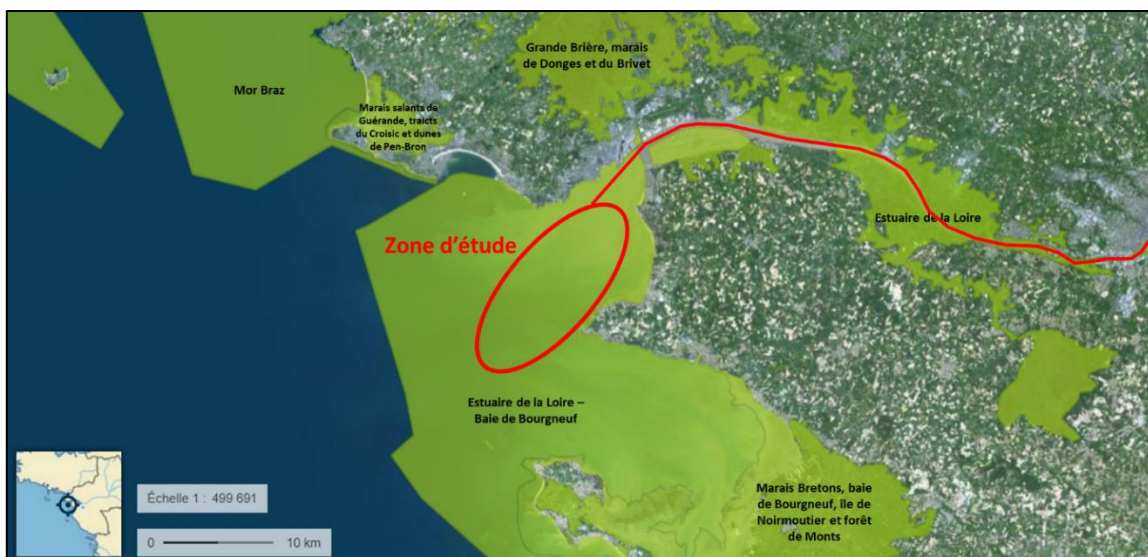 Grande Brière, marais
de Donges et du Brivet
Mor Braz
Marais salants de
Guérande, traicts
du Croisic et dunes
de Pen-Bron
Estuaire de la Loire
Zone d’étude
Estuaire de la Loire –
Baie de Bourgneuf
Marais Bretons, baie
de Bourgneuf, île de
Noirmoutier et forêt
de Monts
Échelle 1 : 499 691
0 10 km